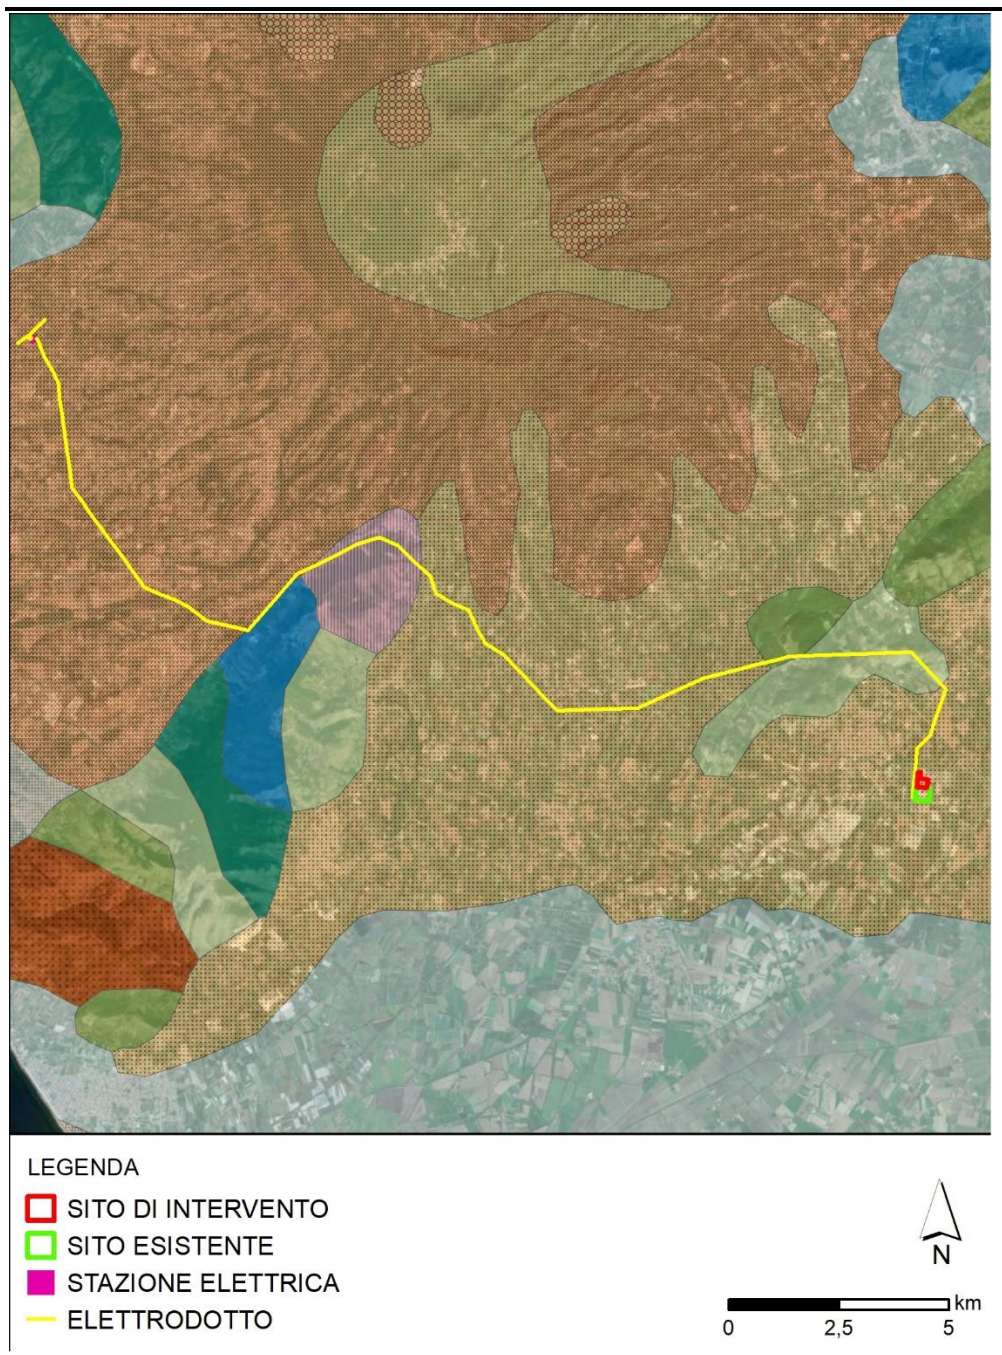 LEGENDA
SITO DI INTERVENTO
SITO ESISTENTE
STAZIONE ELETTRICA
ELETTRODOTTO
N
km
0 2,5 5